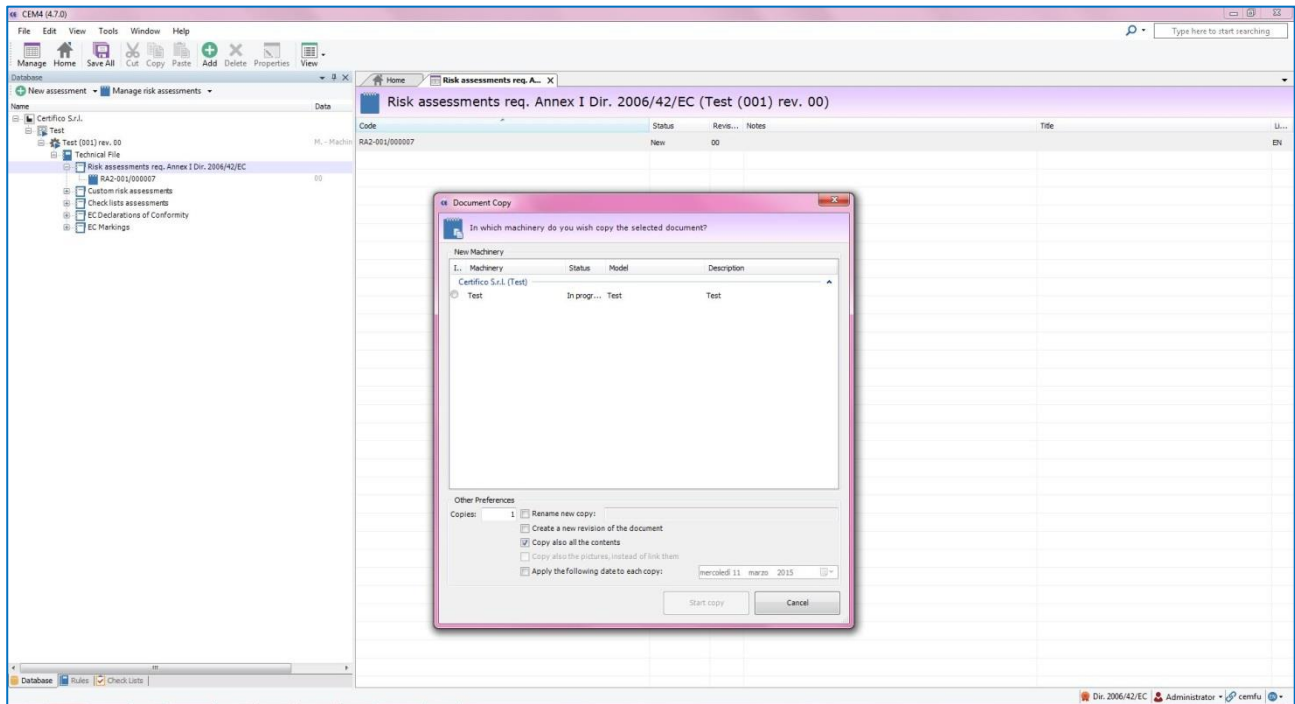 CEM4 (4.7.0)
File Edit View Tools Window Help
Type here to start searching
Manage Home Save All Cut Copy Paste Add Delete Properties View
Database
New assessment Manage risk assessments
Name Data
Certifico S.r.l.
Test
Test (001) rev. 00 M. - Machin
Technical File
Risk assessments req. Annex I Dir. 2006/42/EC
RA2-001/000007 00
Custom risk assessments
Check lists assessments
EC Declarations of Conformity
EC Markings
Home Risk assessments req. A... X
Risk assessments req. Annex I Dir. 2006/42/EC (Test (001) rev. 00)
Code Status Revis... Notes Title Li...
RA2-001/000007 New 00 EN
Document Copy
In which machinery do you wish copy the selected document?
New Machinery
I.. Machinery Status Model Description
Certifico S.r.l. (Test)
Test In progr... Test Test
Other Preferences
Copies: 1 Rename new copy:
Create a new revision of the document
Copy also all the contents
Copy also the pictures, instead of link them
Apply the following date to each copy: mercoledì 11 marzo 2015
Start copy Cancel
Database Rules Check Lists
Dir. 2006/42/EC Administrator cemfu